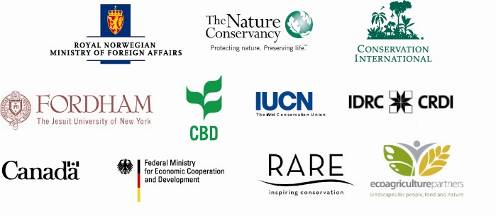 ROYAL NORWEGIAN
MINISTRY OF FOREIGN AFFAIRS
The Nature
Conservancy
Protecting nature. Preserving life.™
CONSERVATION
INTERNATIONAL
FORDHAM
The Jesuit University of New York
CBD
IUCN
The World Conservation Union
IDRC CRDI
Canada
Federal Ministry
for Economic Cooperation
and Development
RARE
inspiring conservation
ecoagriculturepartners
landscapes for people, food and nature